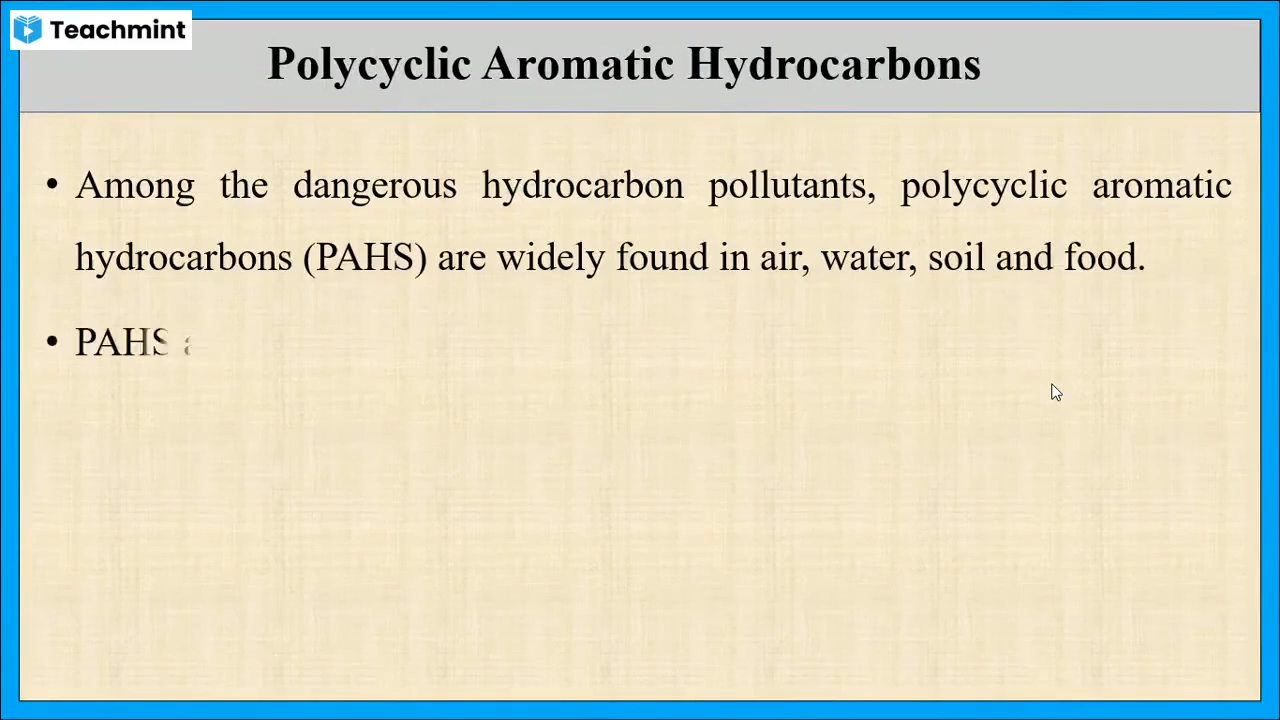 Teachmint
Polycyclic Aromatic Hydrocarbons
• Among the dangerous hydrocarbon pollutants, polycyclic aromatic
hydrocarbons (PAHS) are widely found in air, water, soil and food.
• PAHS